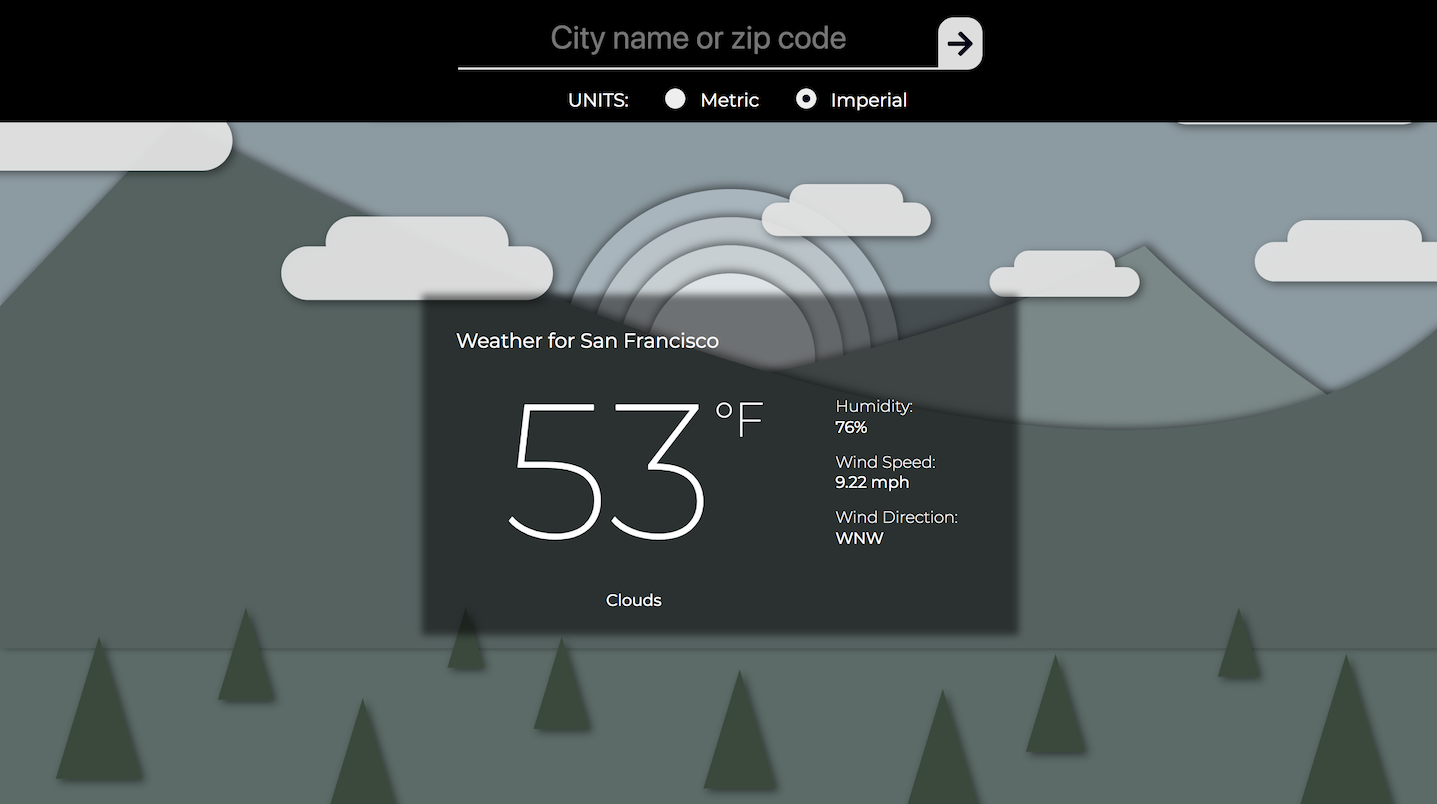 City name or zip code
UNITS: Metric Imperial
Weather for San Francisco
53 °F
Humidity:
76%
Wind Speed:
9.22 mph
Wind Direction:
WNW
Clouds